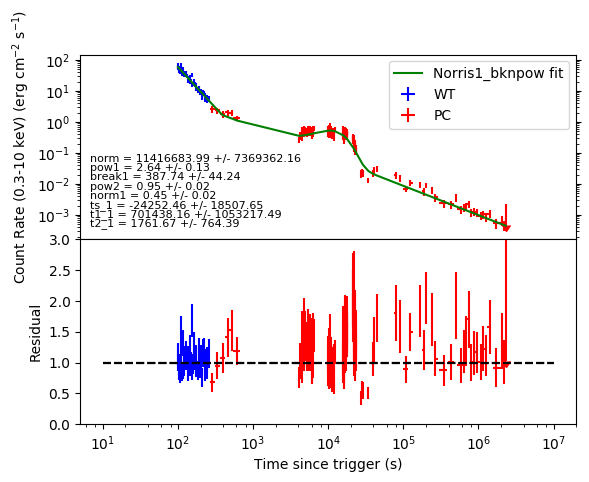 Count Rate (0.3-10 keV) (erg cm⁻² s⁻¹)
10²
10¹
10⁰
10⁻¹
10⁻²
10⁻³
Norris1_bknpow fit
WT
PC
norm = 11416683.99 +/- 7369362.16
pow1 = 2.64 +/- 0.13
break1 = 387.74 +/- 44.24
pow2 = 0.95 +/- 0.02
norm1 = 0.45 +/- 0.02
ts_1 = -24252.46 +/- 18507.65
t1_1 = 701438.16 +/- 1053217.49
t2_1 = 1761.67 +/- 764.39
Residual
3.0
2.5
2.0
1.5
1.0
0.5
0.0
10¹ 10² 10³ 10⁴ 10⁵ 10⁶ 10⁷
Time since trigger (s)